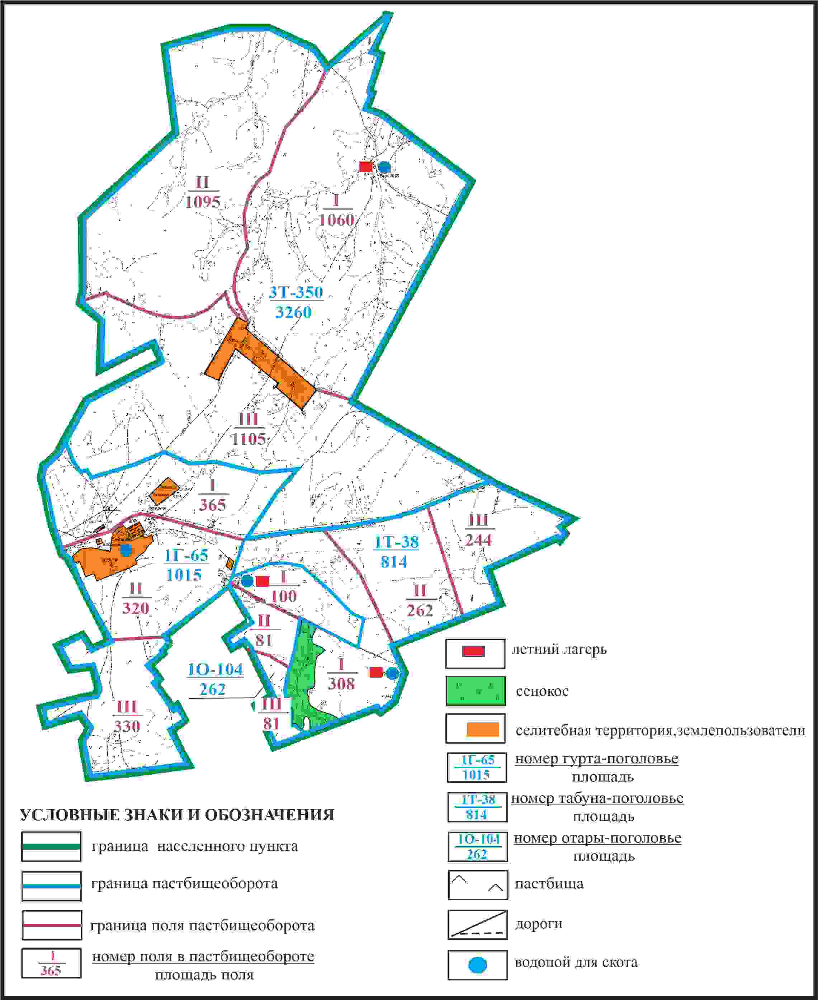 II
1095
I
1060
3Т-350
3260
III
1105
I
365
III
244
1Т-38
814
1Г-65
1015
II
320
I
100
II
262
II
81
1О-104
262
I
308
III
81
III
330
летний лагерь
сенокос
селитебная территория,землепользователи
1Г-65
1015
номер гурта-поголовье
площадь
1Т-38
814
номер табуна-поголовье
площадь
1О-104
262
номер отары-поголовье
площадь
пастбища
дороги
водопой для скота
УСЛОВНЫЕ ЗНАКИ И ОБОЗНАЧЕНИЯ
граница населенного пункта
граница пастбищеоборота
граница поля пастбищеоборота
I
365
номер поля в пастбищеобороте
площадь поля